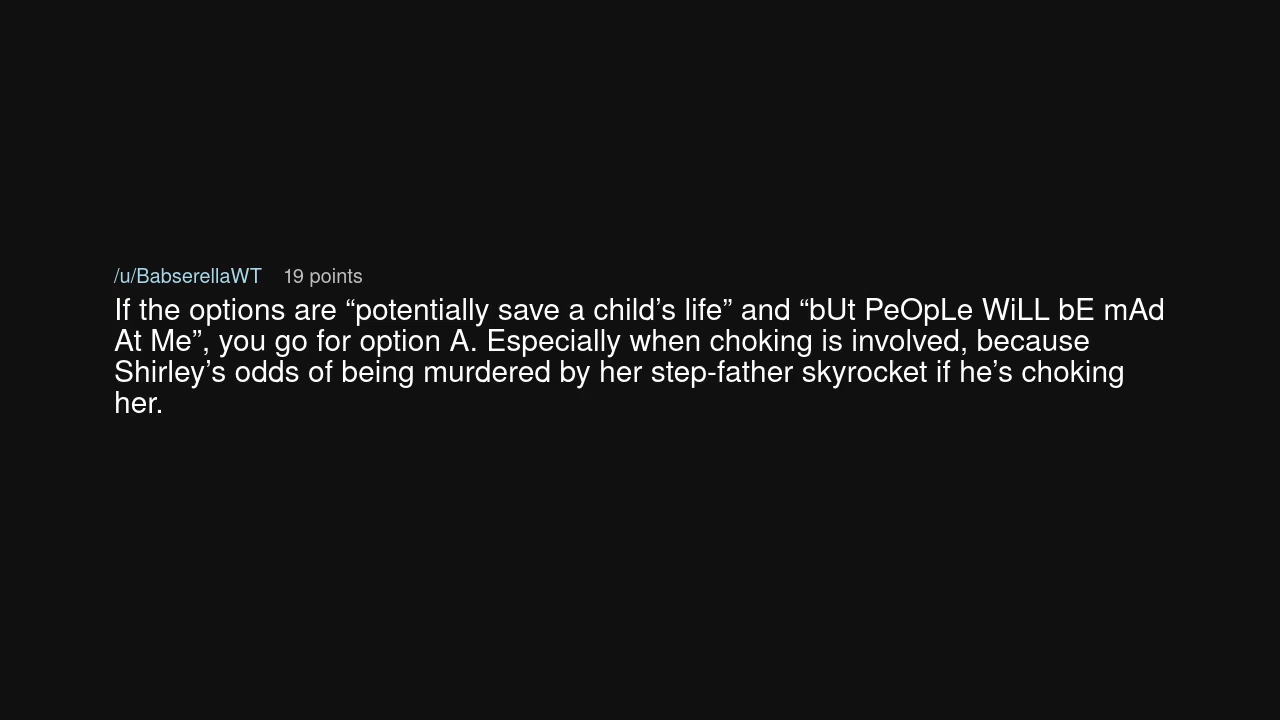 /u/BabserellaWT 19 points
If the options are “potentially save a child’s life” and “bUt PeOpLe WiLL bE mAd
At Me”, you go for option A. Especially when choking is involved, because
Shirley’s odds of being murdered by her step-father skyrocket if he’s choking
her.